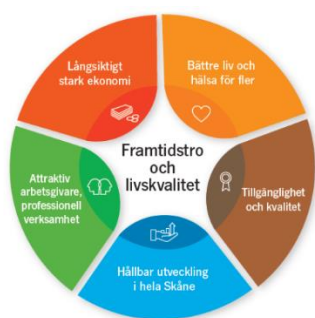 Långsiktigt
stark ekonomi
Bättre liv och
hälsa för fler
Framtidstro
och
livskvalitet
Attraktiv
arbetsgivare,
professionell
verksamhet
Tillgänglighet
och kvalitet
Hållbar utveckling
i hela Skåne